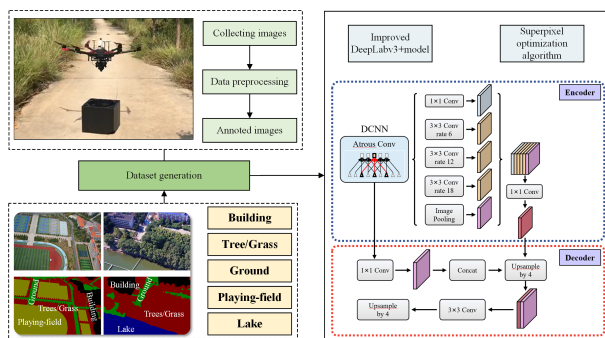 Collecting images
Data preprocessing
Annoted images
Dataset generation
Building
Tree/Grass
Ground
Playing-field
Lake
Ground
Building
Trees/Grass
Playing-field
Building
Ground
Trees/Grass
Lake
Improved
DeepLabv3+model
Superpixel
optimization
algorithm
Encoder
DCNN
Atrous Conv
1×1 Conv
3×3 Conv
rate 6
3×3 Conv
rate 12
3×3 Conv
rate 18
Image
Pooling
1×1 Conv
Decoder
1×1 Conv
Concat
Upsample
by 4
Upsample
by 4
3×3 Conv